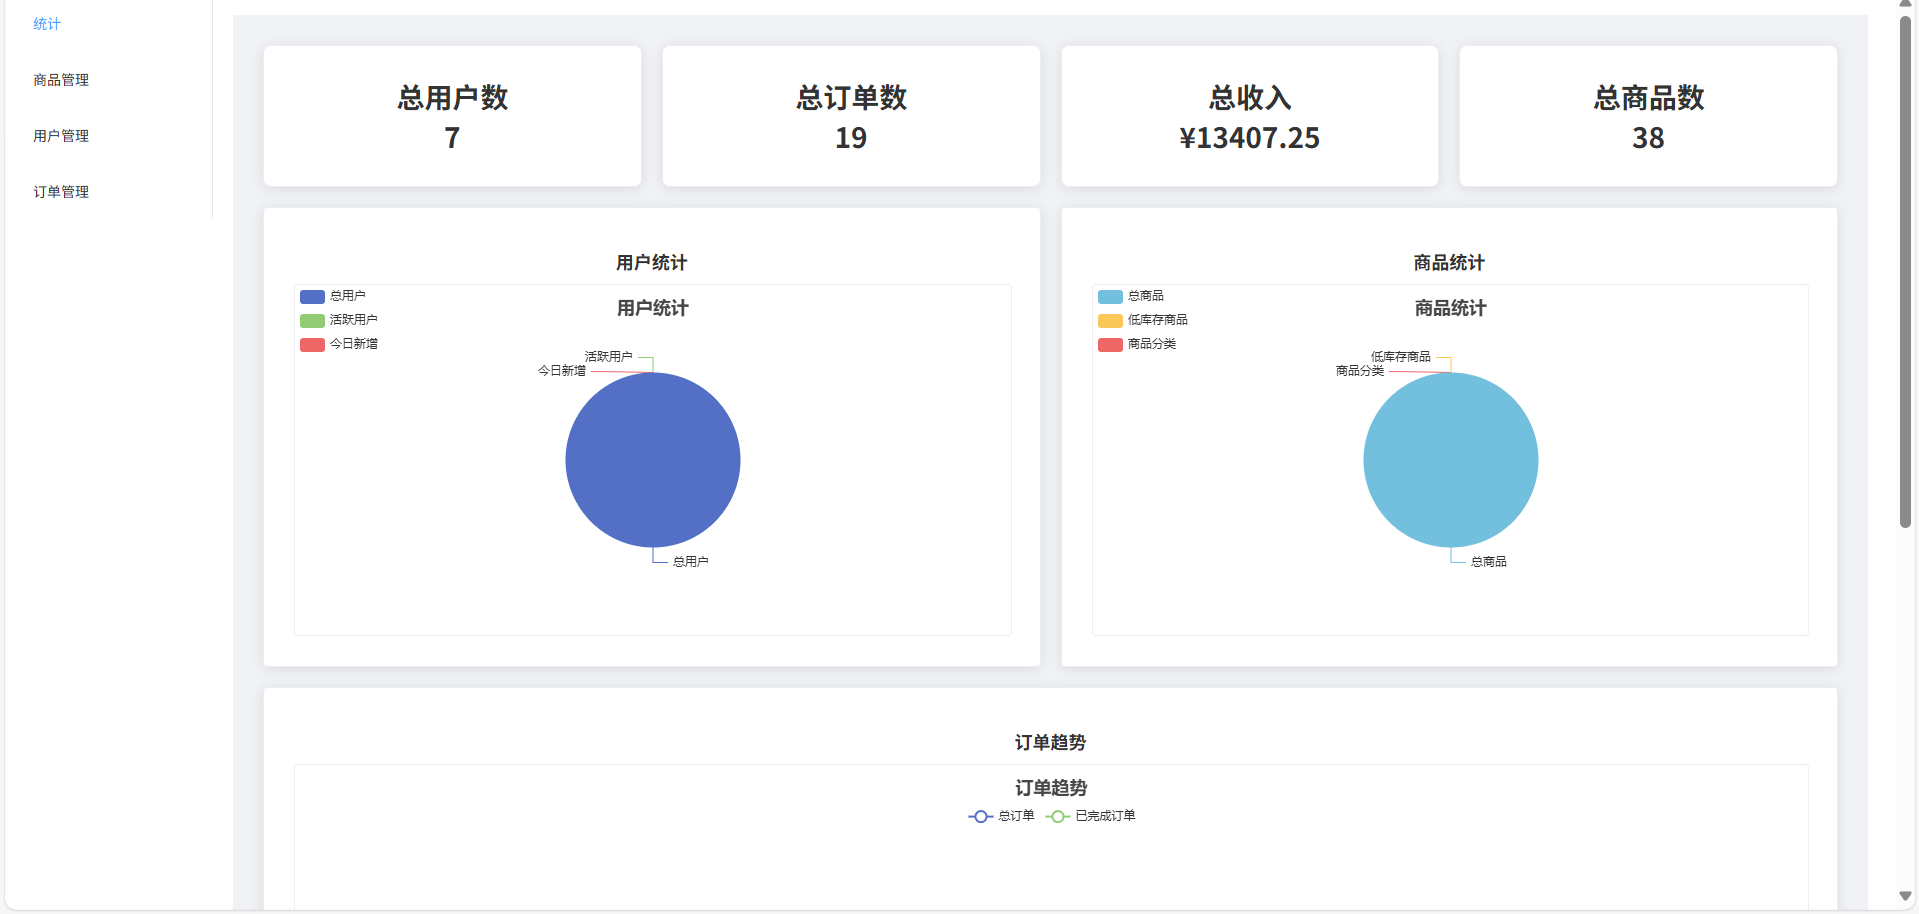 统计
商品管理
用户管理
订单管理
总用户数
7
总订单数
19
总收入
¥13407.25
总商品数
38
用户统计
总用户
活跃用户
今日新增
用户统计
活跃用户
今日新增
总用户
商品统计
总商品
低库存商品
商品分类
商品统计
低库存商品
商品分类
总商品
订单趋势
订单趋势
总订单 已完成订单